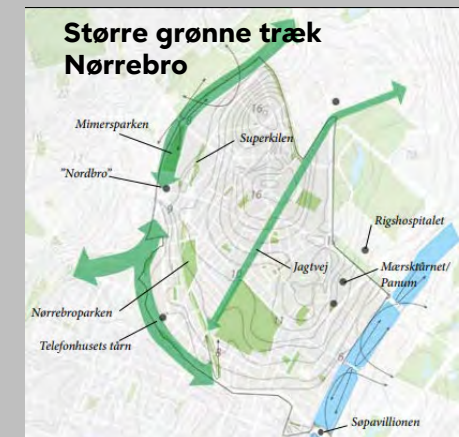 Større grønne træk
Nørrebro
Mimersparken
Superkilen
"Nordbro"
Rigshospitalet
Jagtvej
Mærsktårnet/
Panum
Nørrebroparken
Telefonhusets tårn
Søpavillionen